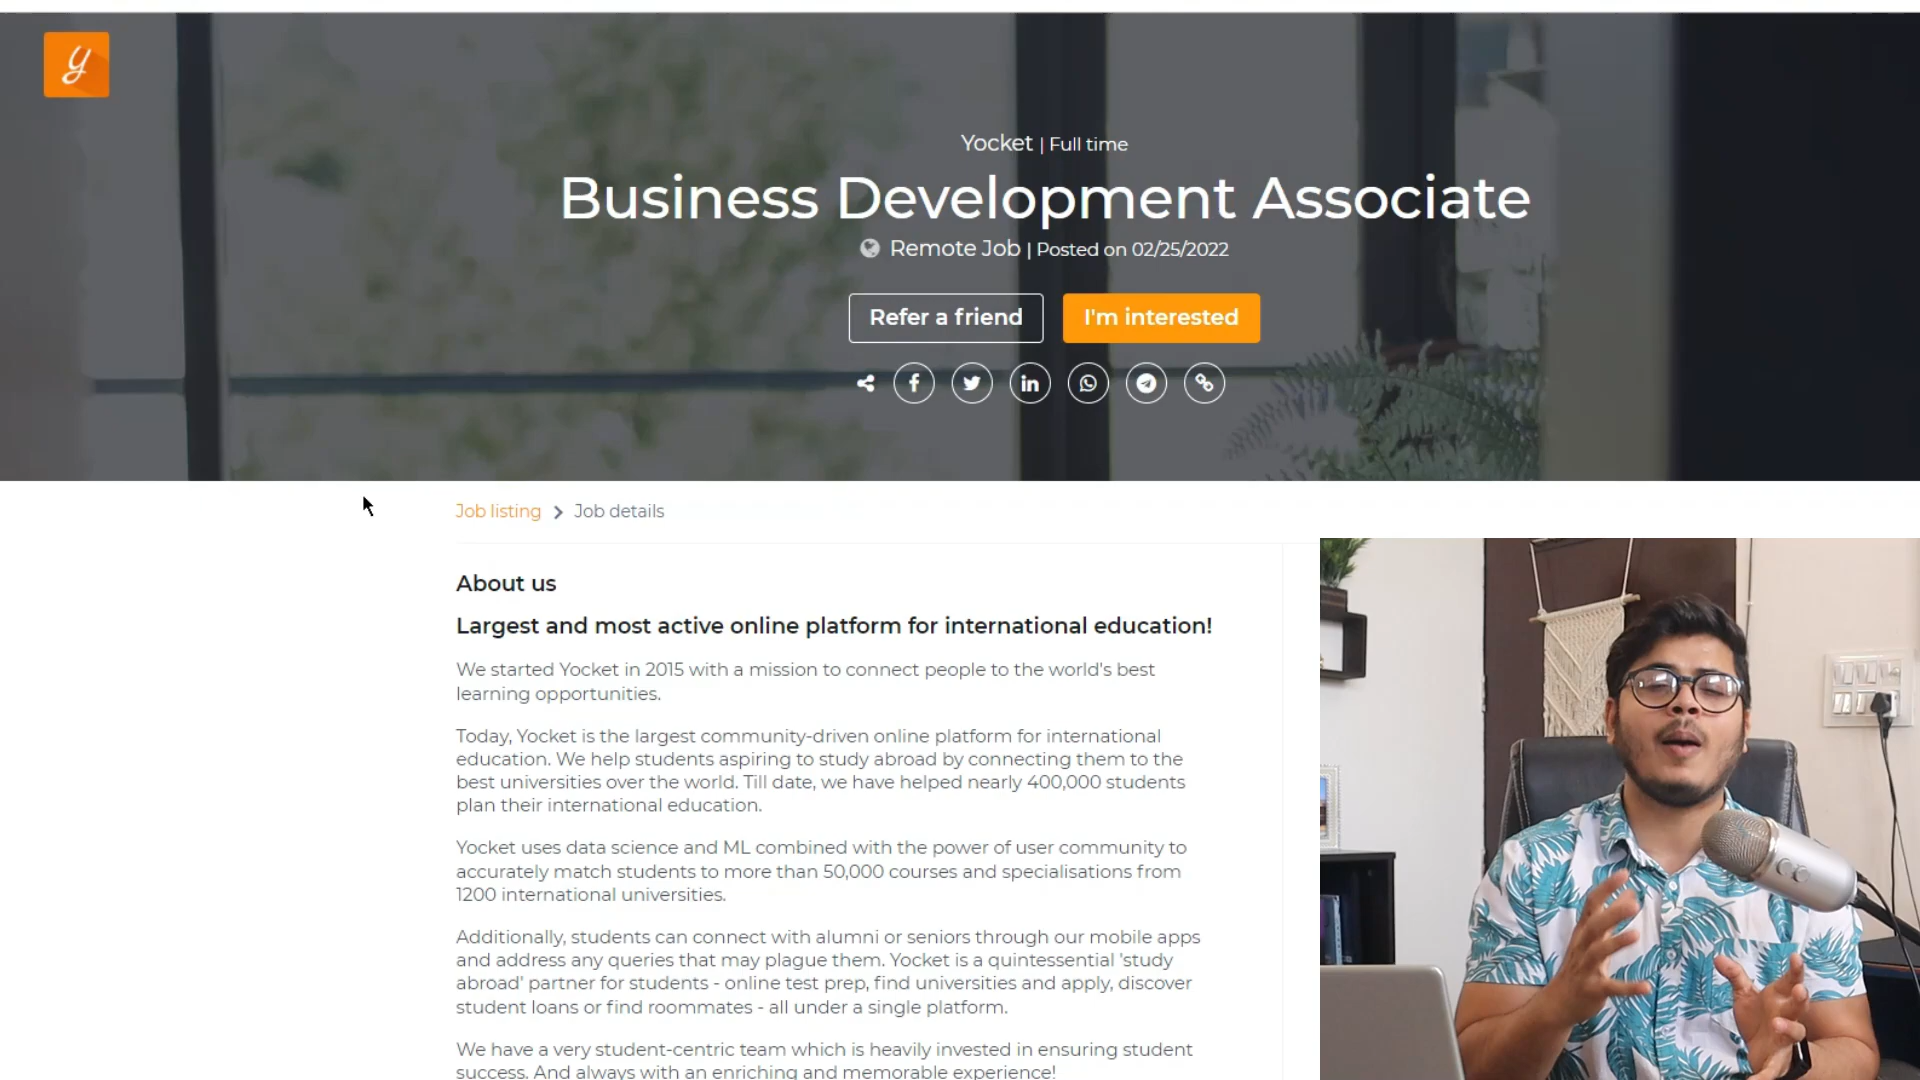 y
Yocket | Full time
Business Development Associate
Remote Job | Posted on 02/25/2022
Refer a friend
I'm interested
Job listing > Job details
About us
Largest and most active online platform for international education!
We started Yocket in 2015 with a mission to connect people to the world's best
learning opportunities.
Today, Yocket is the largest community-driven online platform for international
education. We help students aspiring to study abroad by connecting them to the
best universities over the world. Till date, we have helped nearly 400,000 students
plan their international education.
Yocket uses data science and ML combined with the power of user community to
accurately match students to more than 50,000 courses and specialisations from
1200 international universities.
Additionally, students can connect with alumni or seniors through our mobile apps
and address any queries that may plague them. Yocket is a quintessential 'study
abroad' partner for students - online test prep, find universities and apply, discover
student loans or find roommates - all under a single platform.
We have a very student-centric team which is heavily invested in ensuring student
success. And always with an enriching and memorable experience!